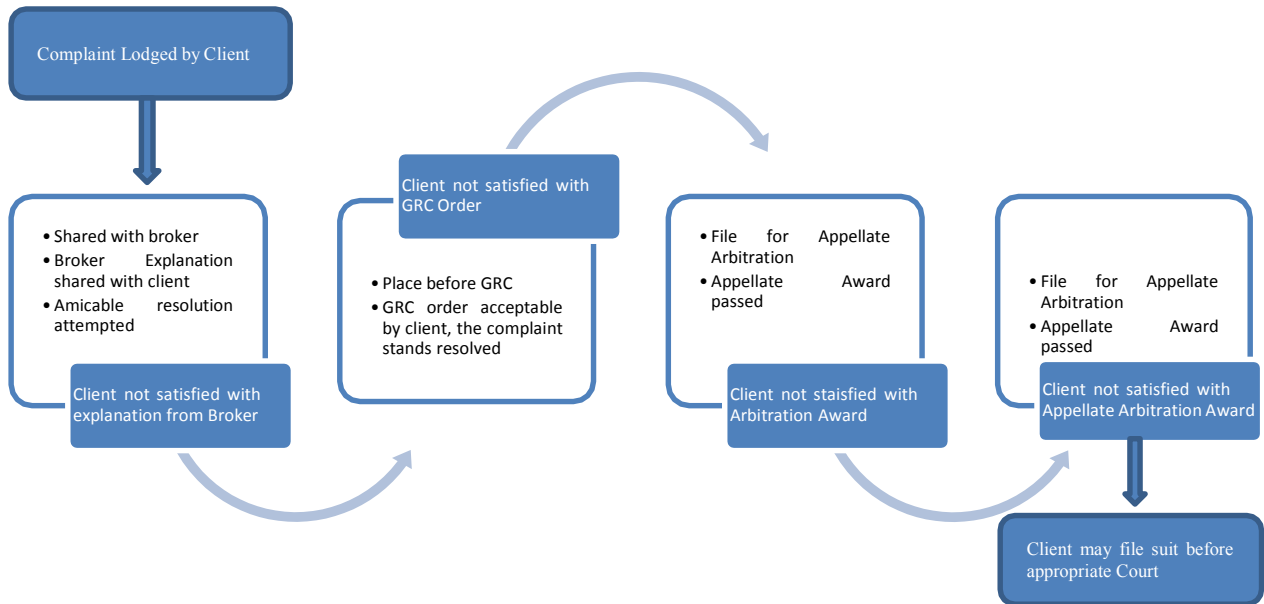 Complaint Lodged by Client
• Shared with broker
• Broker Explanation
shared with client
• Amicable resolution
attempted
Client not satisfied with
explanation from Broker
Client not satisfied with
GRC Order
• Place before GRC
• GRC order acceptable
by client, the complaint
stands resolved
• File for Appellate
Arbitration
• Appellate Award
passed
Client not staisfied with
Arbitration Award
• File for Appellate
Arbitration
• Appellate Award
passed
Client not satisfied with
Appellate Arbitration Award
Client may file suit before
appropriate Court